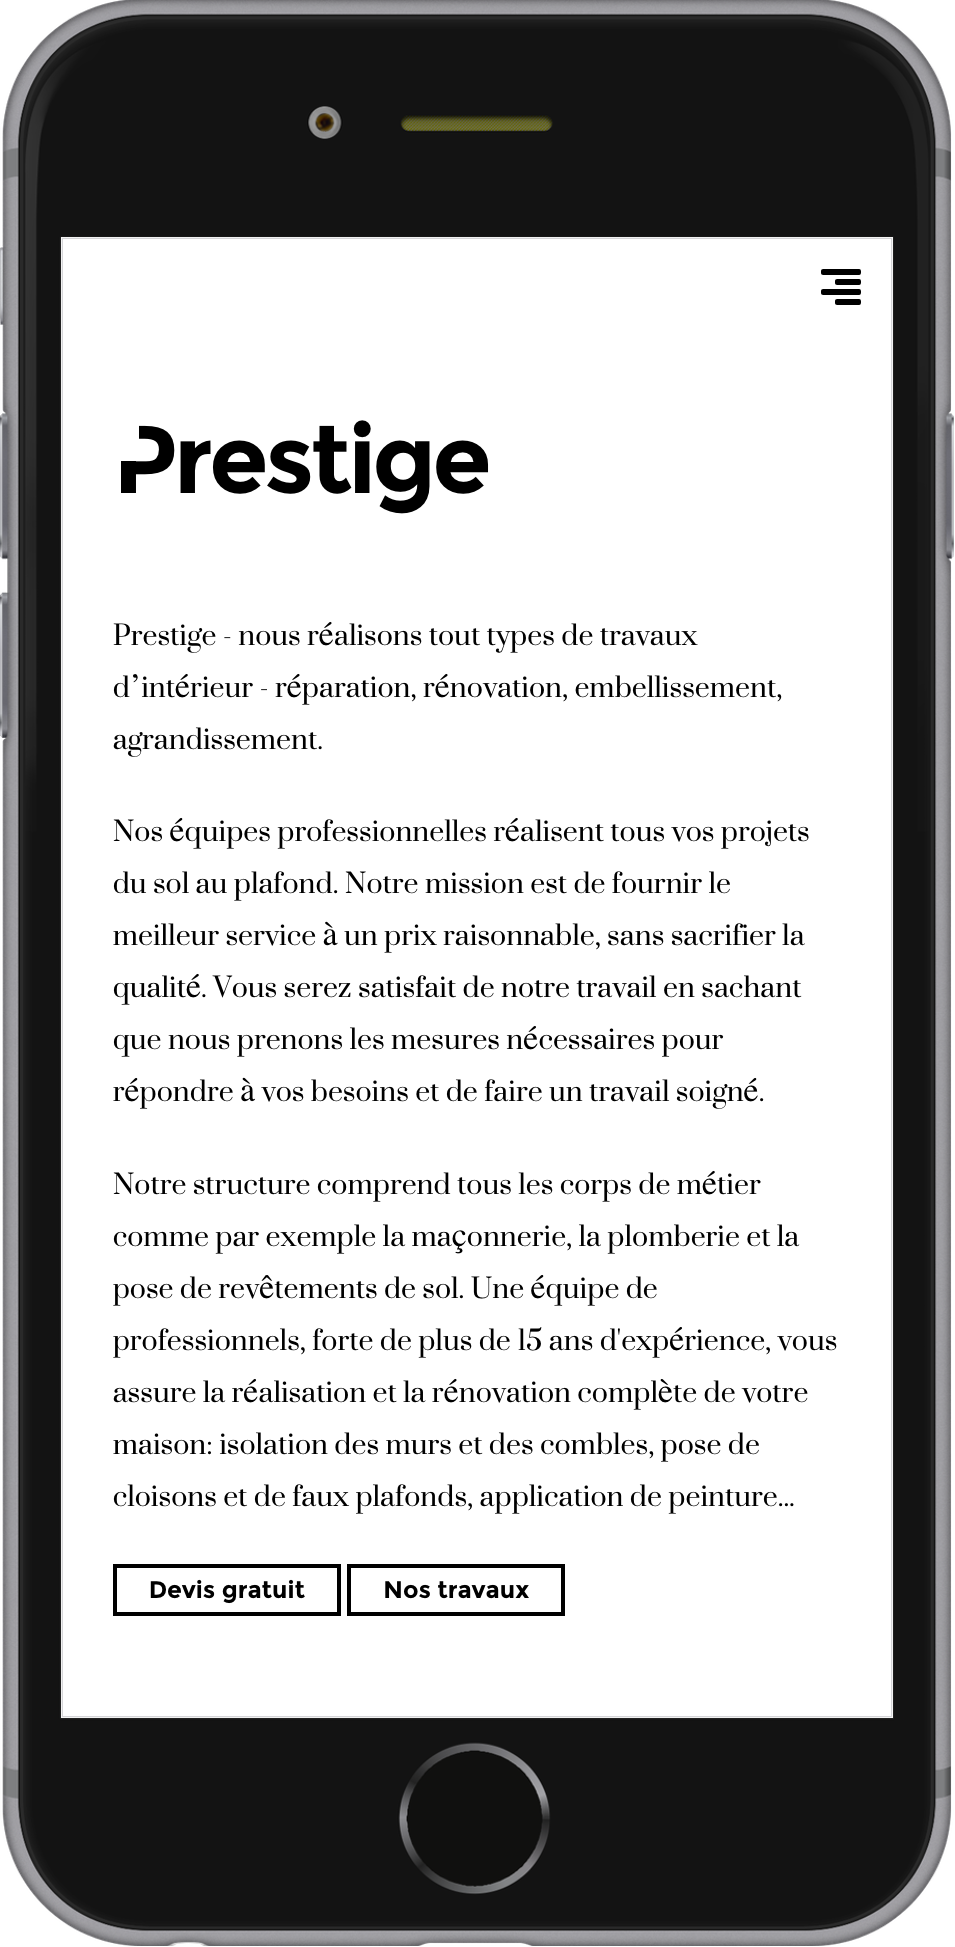 Prestige
Prestige - nous réalisons tout types de travaux
d’intérieur - réparation, rénovation, embellissement,
agrandissement.
Nos équipes professionnelles réalisent tous vos projets
du sol au plafond. Notre mission est de fournir le
meilleur service à un prix raisonnable, sans sacrifier la
qualité. Vous serez satisfait de notre travail en sachant
que nous prenons les mesures nécessaires pour
répondre à vos besoins et de faire un travail soigné.
Notre structure comprend tous les corps de métier
comme par exemple la maçonnerie, la plomberie et la
pose de revêtements de sol. Une équipe de
professionnels, forte de plus de 15 ans d'expérience, vous
assure la réalisation et la rénovation complète de votre
maison: isolation des murs et des combles, pose de
cloisons et de faux plafonds, application de peinture...
Devis gratuit Nos travaux